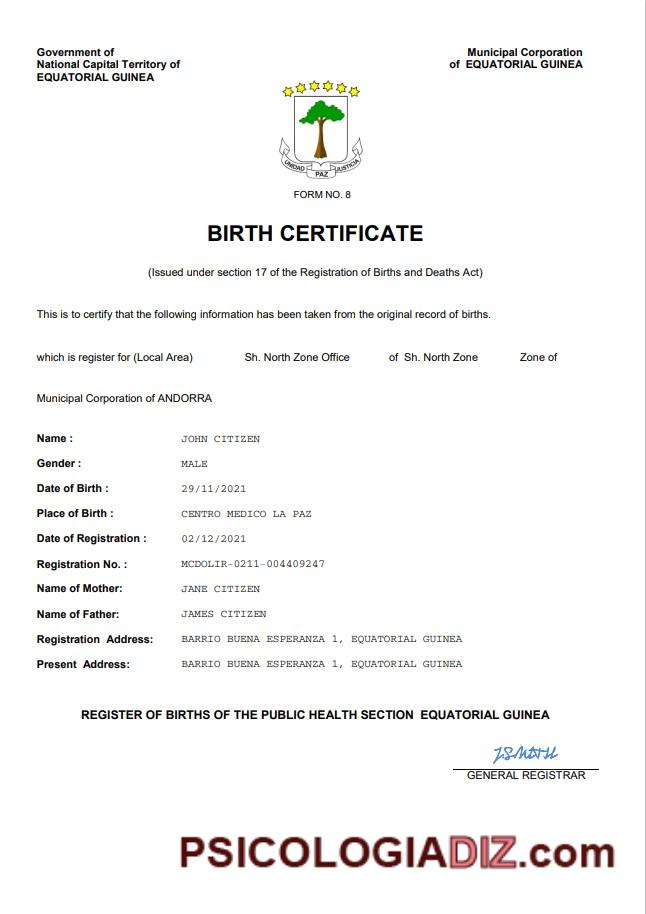 Government of
National Capital Territory of
EQUATORIAL GUINEA
Municipal Corporation
of EQUATORIAL GUINEA
UNIDAD PAZ JUSTICIA
FORM NO. 8
BIRTH CERTIFICATE
(Issued under section 17 of the Registration of Births and Deaths Act)
This is to certify that the following information has been taken from the original record of births.
which is register for (Local Area) Sh. North Zone Office of Sh. North Zone Zone of
Municipal Corporation of ANDORRA
Name : JOHN CITIZEN
Gender : MALE
Date of Birth : 29/11/2021
Place of Birth : CENTRO MEDICO LA PAZ
Date of Registration : 02/12/2021
Registration No. : MCDOLIR-0211-004409247
Name of Mother: JANE CITIZEN
Name of Father: JAMES CITIZEN
Registration Address: BARRIO BUENA ESPERANZA 1, EQUATORIAL GUINEA
Present Address: BARRIO BUENA ESPERANZA 1, EQUATORIAL GUINEA
REGISTER OF BIRTHS OF THE PUBLIC HEALTH SECTION EQUATORIAL GUINEA
GENERAL REGISTRAR
PSICOLOGIADIZ.com